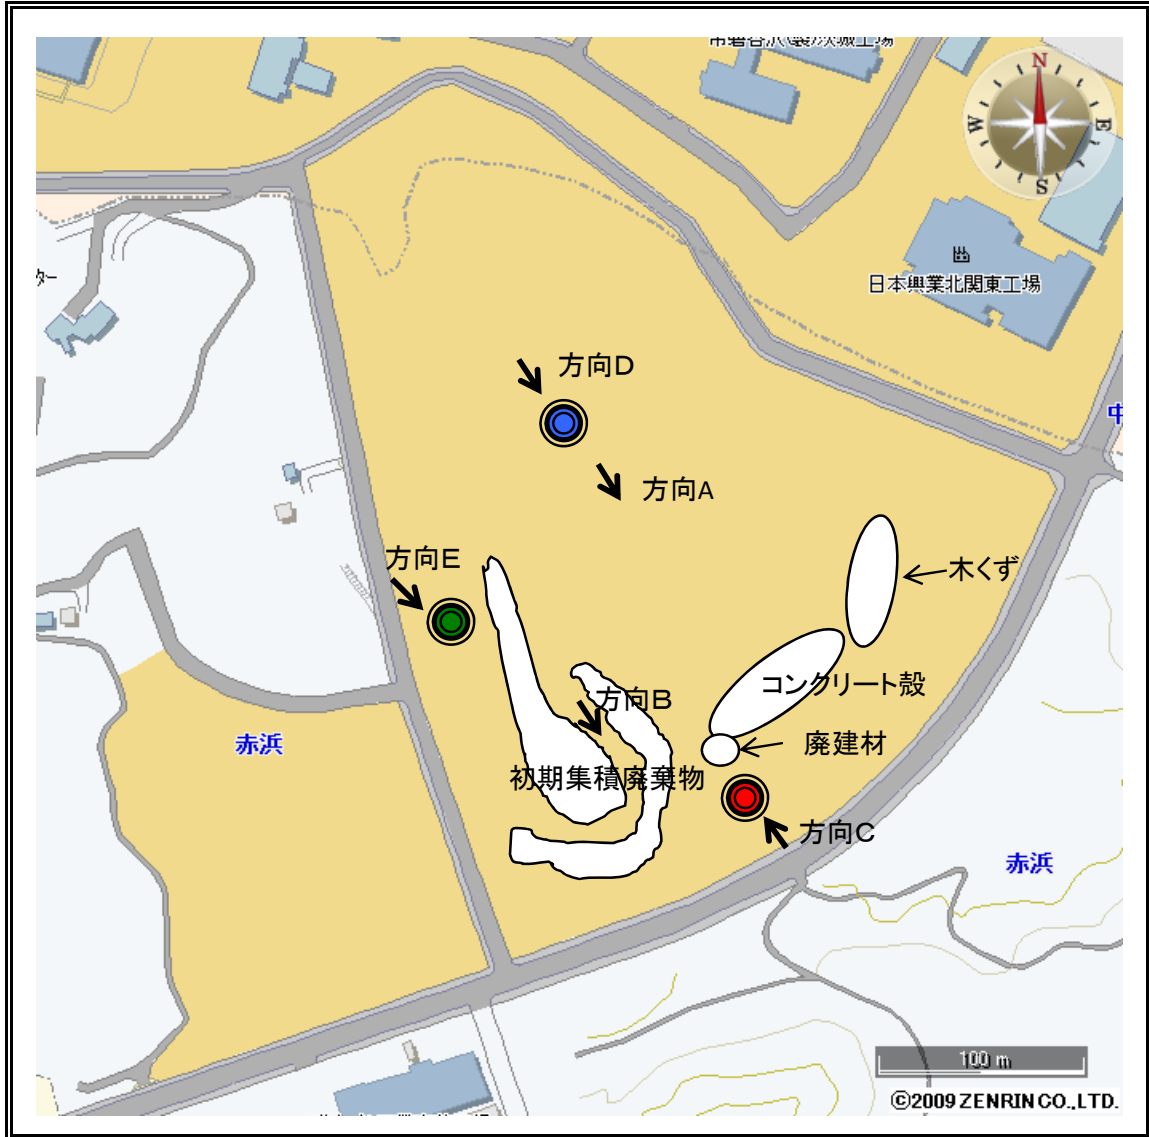 N
W
E
S
日本興業北関東工場
方向D
中
方向A
方向E
木くず
コンクリート殻
方向B
廃建材
赤浜
初期集積廃棄物
方向C
赤浜
100 m
©2009 ZENRIN CO.,LTD.